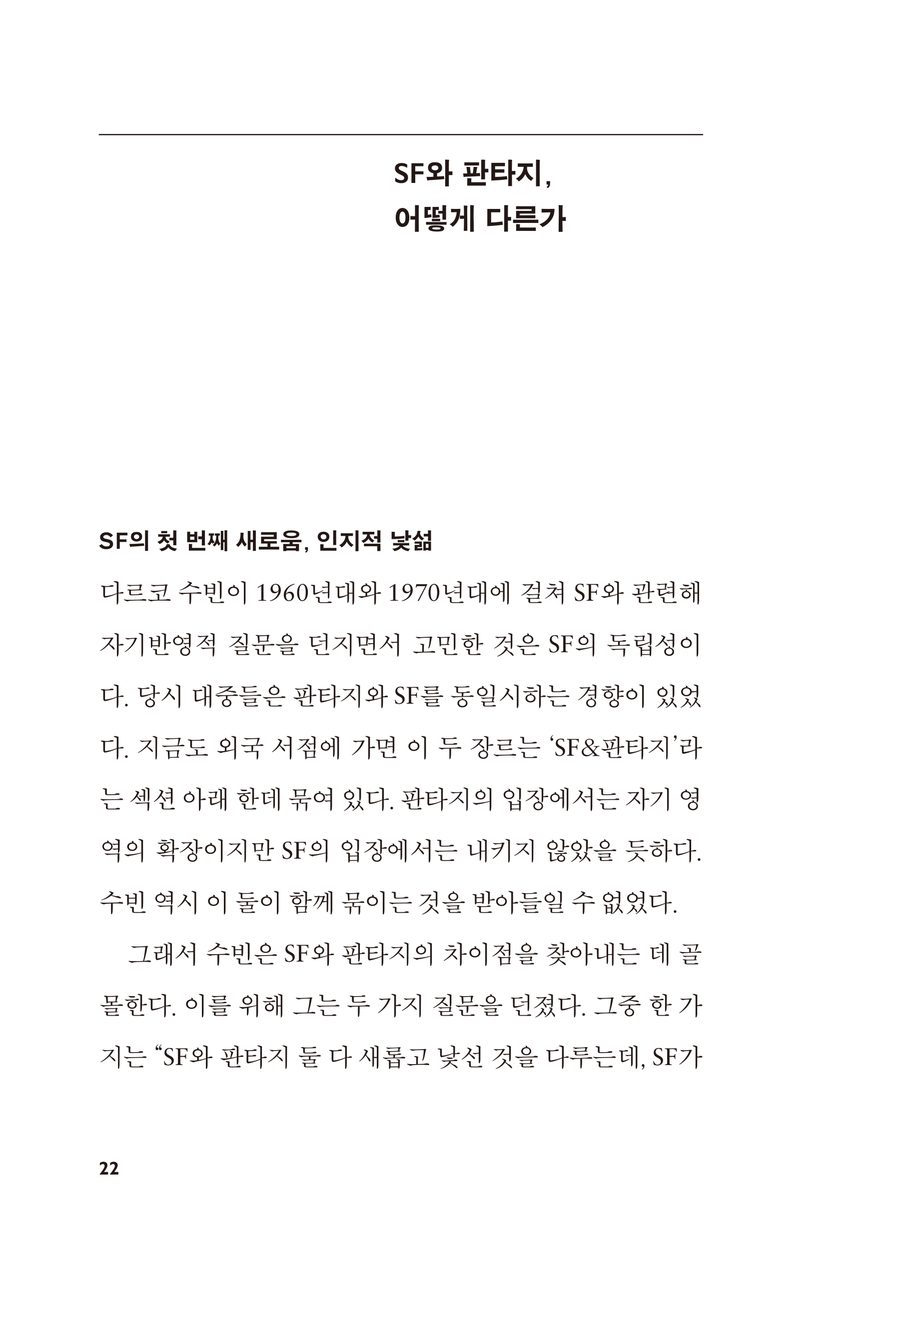 SF와 판타지,
어떻게 다른가
SF의 첫 번째 새로움, 인지적 낯섦
다르코 수빈이 1960년대와 1970년대에 걸쳐 SF와 관련해
자기반영적 질문을 던지면서 고민한 것은 SF의 독립성이
다. 당시 대중들은 판타지와 SF를 동일시하는 경향이 있었
다. 지금도 외국 서점에 가면 이 두 장르는 ‘SF&판타지’라
는 섹션 아래 한데 묶여 있다. 판타지의 입장에서는 자기 영
역의 확장이지만 SF의 입장에서는 내키지 않았을 듯하다.
수빈 역시 이 둘이 함께 묶이는 것을 받아들일 수 없었다.
그래서 수빈은 SF와 판타지의 차이점을 찾아내는 데 골
몰한다. 이를 위해 그는 두 가지 질문을 던졌다. 그중 한 가
지는 “SF와 판타지 둘 다 새롭고 낯선 것을 다루는데, SF가
22